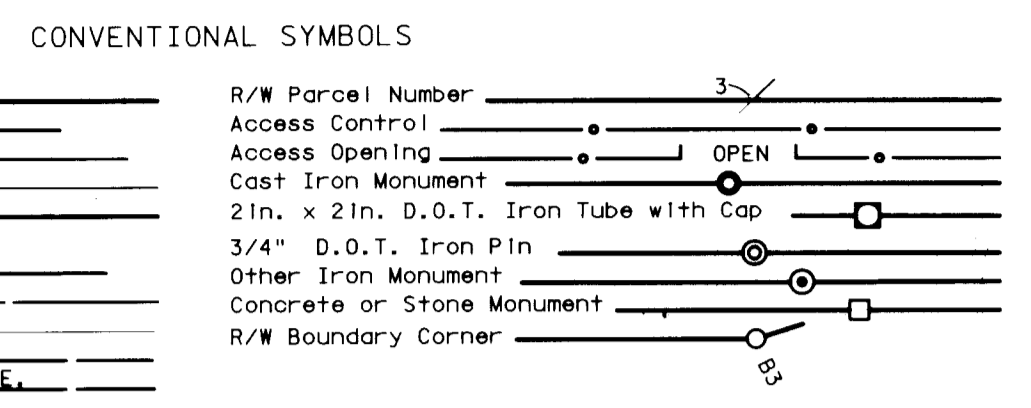 CONVENTIONAL SYMBOLS
R/W Parcel Number 3
Access Control
Access Opening OPEN
Cast Iron Monument
2in. x 2in. D.O.T. Iron Tube with Cap
3/4" D.O.T. Iron Pin
Other Iron Monument
Concrete or Stone Monument
R/W Boundary Corner
B3
E.